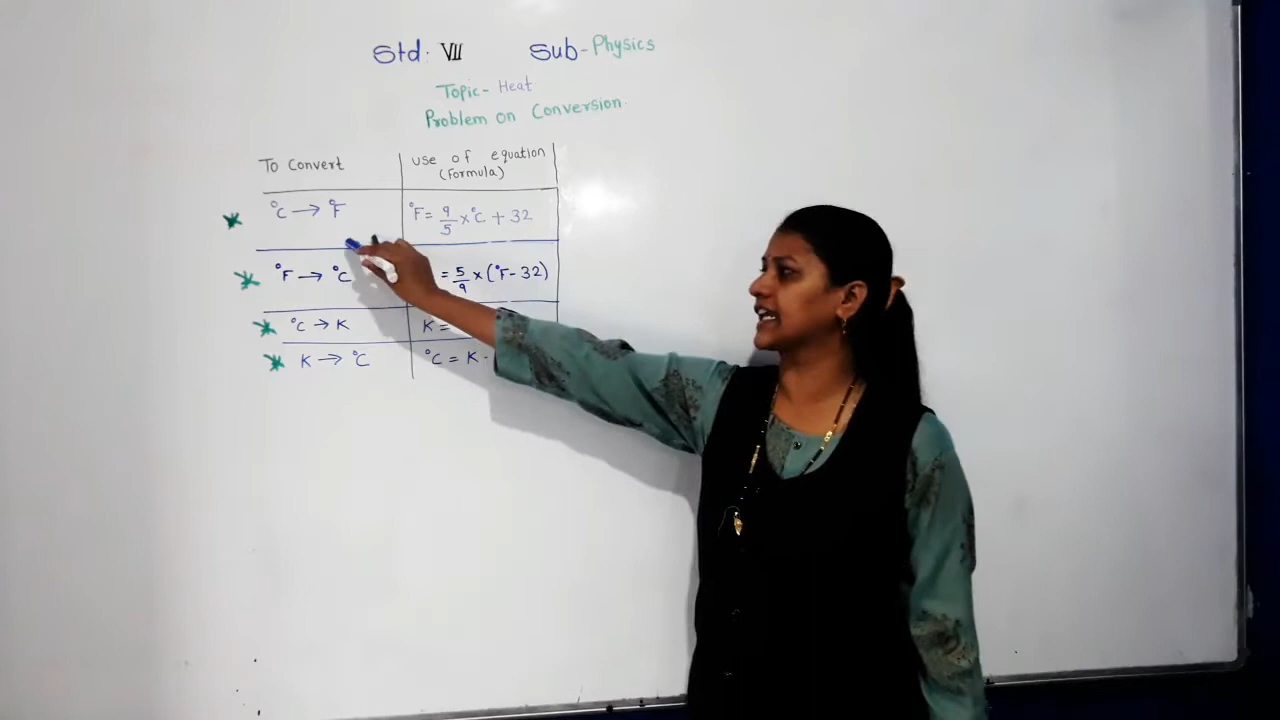 Std. VII Sub-Physics
Topic- Heat
Problem on Conversion.
To Convert use of equation
(Formula)
°C → °F °F = 9/5 × °C + 32
°F → °C = 5/9 × (°F - 32)
°C → K K =
K → °C °C = K -